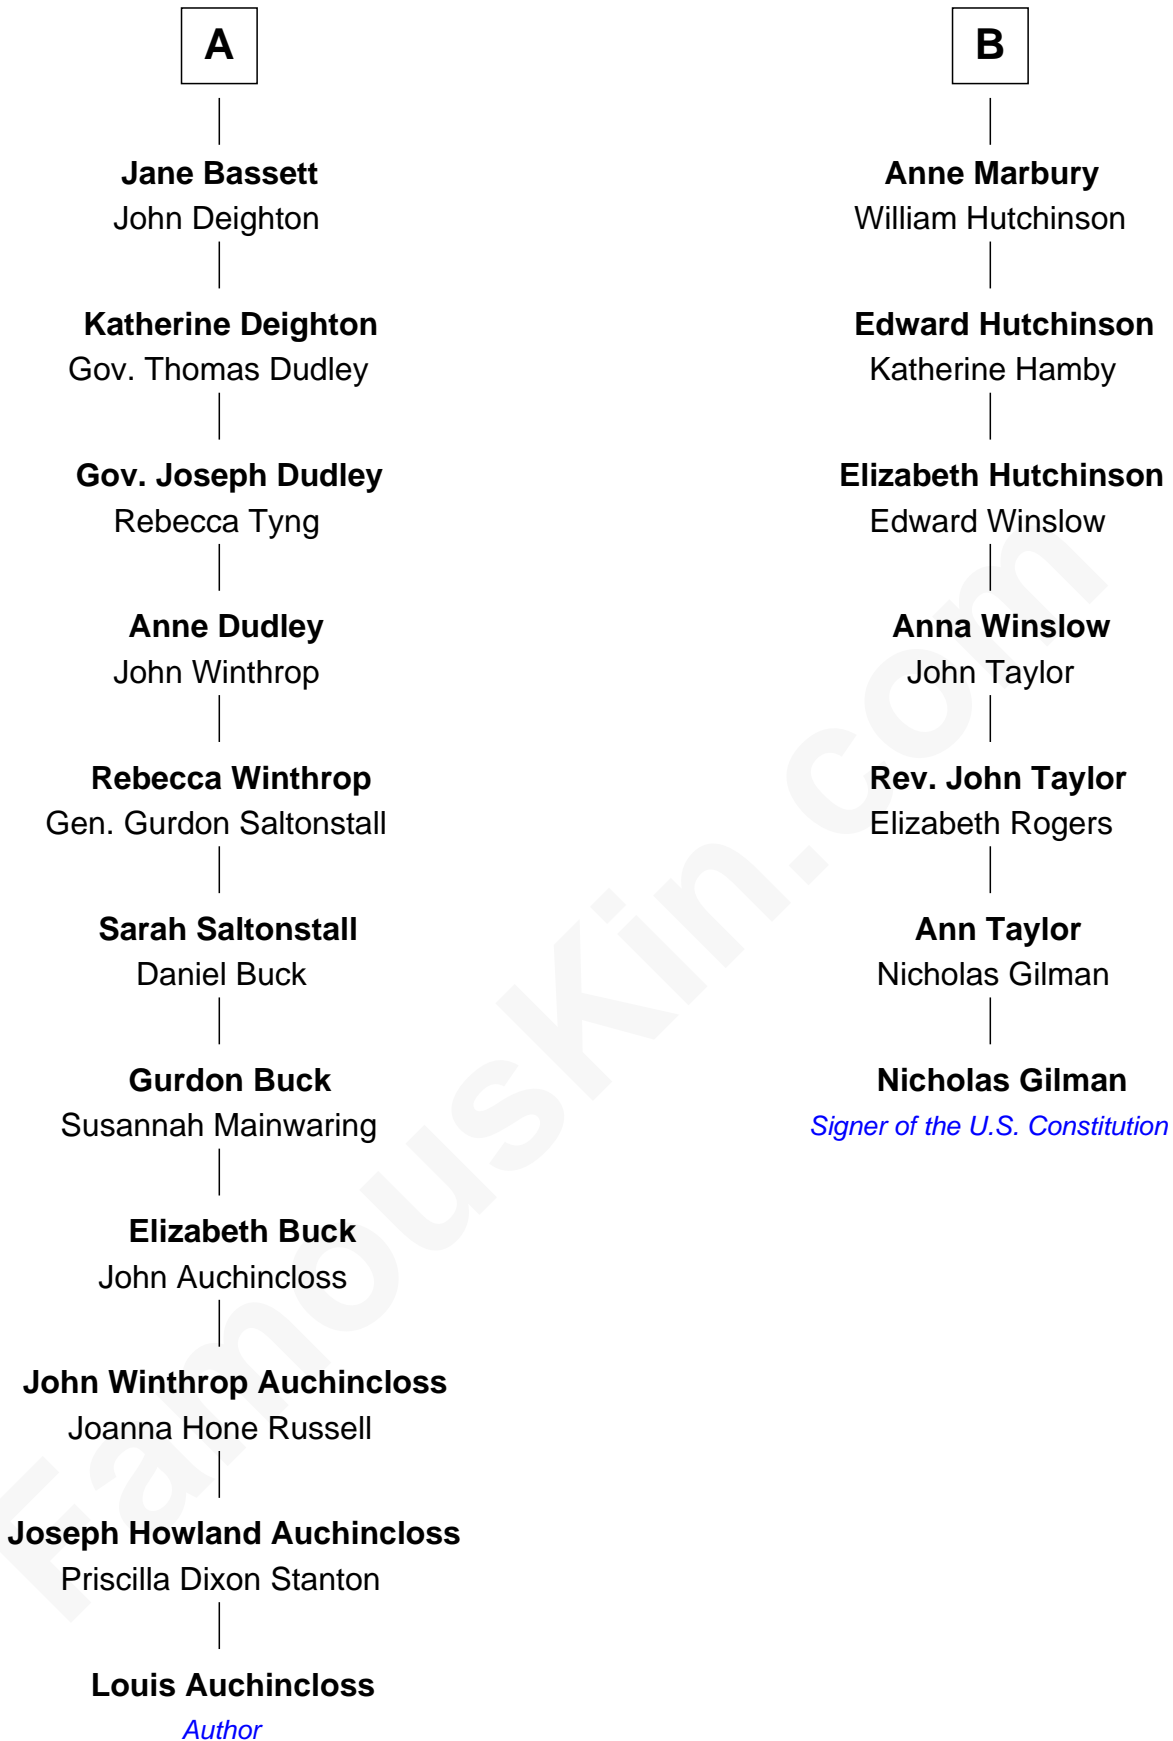 A
Jane Bassett
John Deighton
Katherine Deighton
Gov. Thomas Dudley
Gov. Joseph Dudley
Rebecca Tyng
Anne Dudley
John Winthrop
Rebecca Winthrop
Gen. Gurdon Saltonstall
Sarah Saltonstall
Daniel Buck
Gurdon Buck
Susannah Mainwaring
Elizabeth Buck
John Auchincloss
John Winthrop Auchincloss
Joanna Hone Russell
Joseph Howland Auchincloss
Priscilla Dixon Stanton
Louis Auchincloss
Author
B
Anne Marbury
William Hutchinson
Edward Hutchinson
Katherine Hamby
Elizabeth Hutchinson
Edward Winslow
Anna Winslow
John Taylor
Rev. John Taylor
Elizabeth Rogers
Ann Taylor
Nicholas Gilman
Nicholas Gilman
Signer of the U.S. Constitution
FamousKin.com